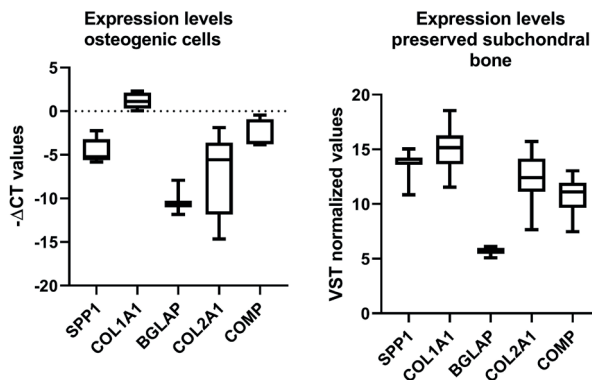 Expression levels
osteogenic cells
-ΔCT values
5
0
-5
-10
-15
-20
SPP1
COL1A1
BGLAP
COL2A1
COMP
Expression levels
preserved subchondral
bone
VST normalized values
20
15
10
5
0
SPP1
COL1A1
BGLAP
COL2A1
COMP